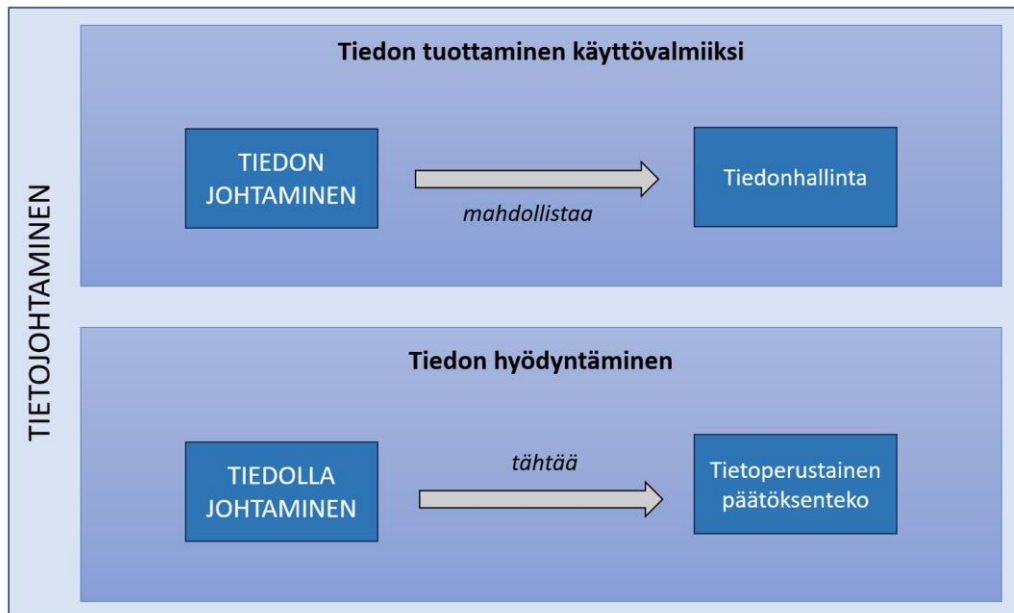 TIETOJOHTAMINEN
Tiedon tuottaminen käyttövalmiiksi
TIEDON
JOHTAMINEN
mahdollistaa
Tiedonhallinta
Tiedon hyödyntäminen
TIEDOLLA
JOHTAMINEN
tähtää
Tietoperustainen
päätöksenteko